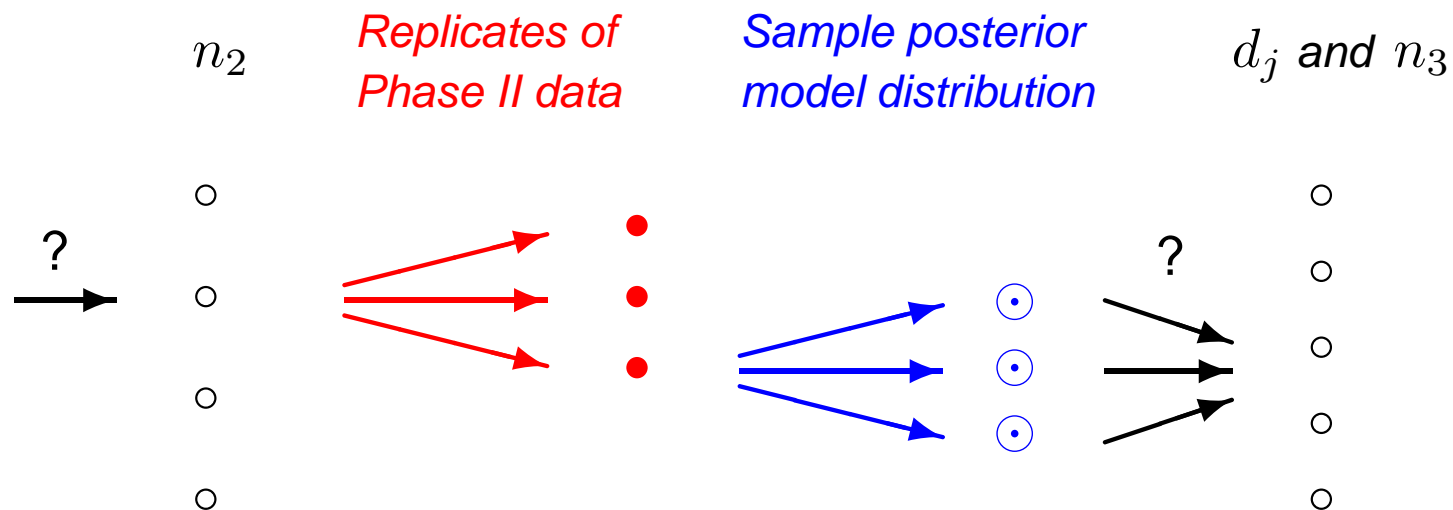 n₂
Replicates of
Phase II data
Sample posterior
model distribution
dⱼ and n₃
?
?